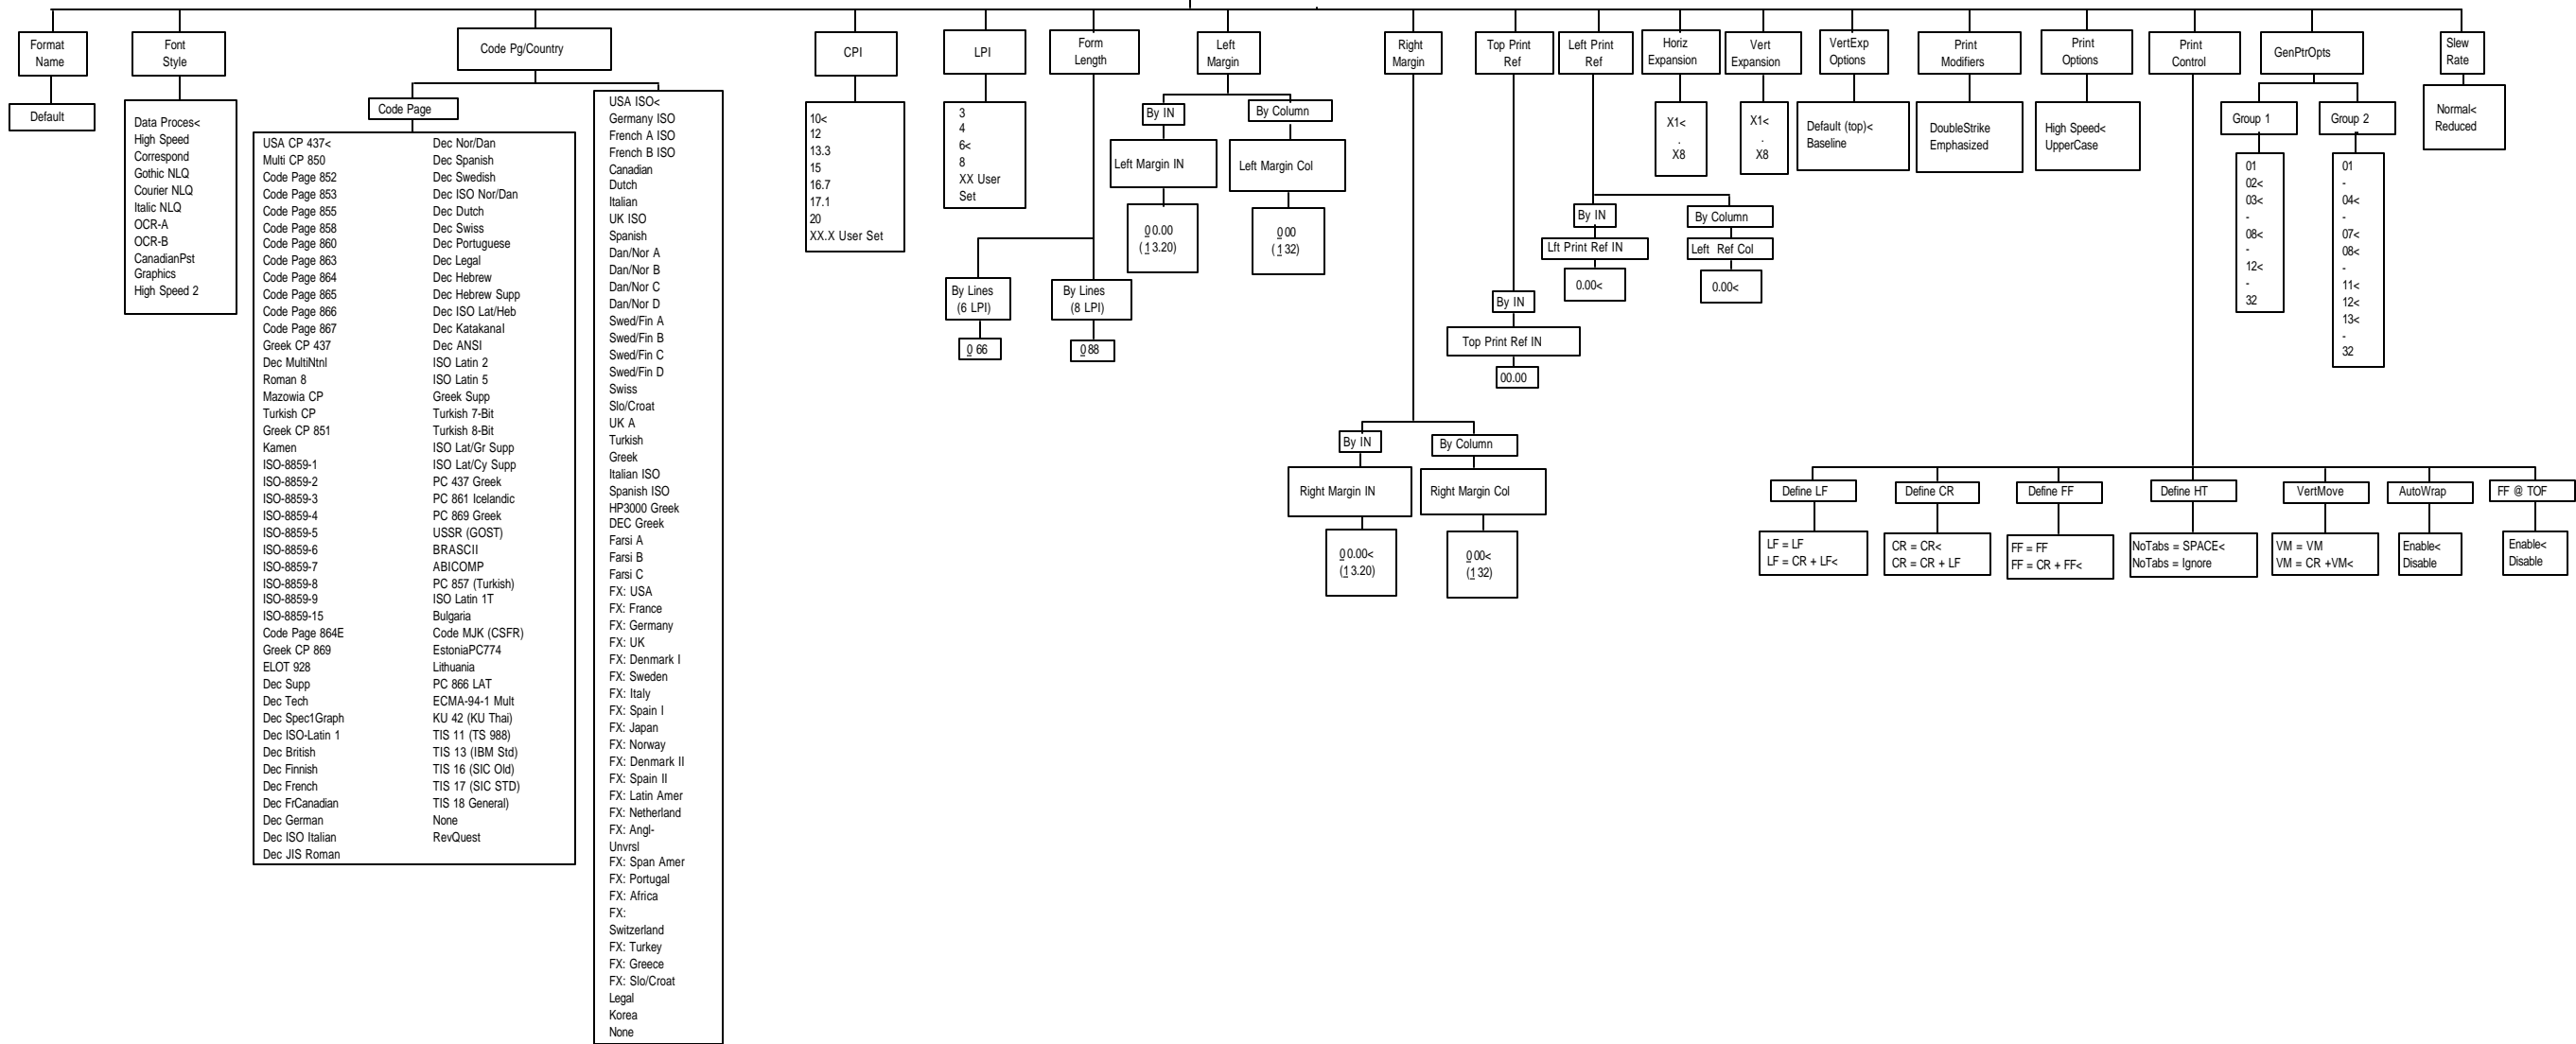 Format
Name
Default
Font
Style
Data Proces<
High Speed
Correspond
Gothic NLQ
Courier NLQ
Italic NLQ
OCR-A
OCR-B
CanadianPst
Graphics
High Speed 2
Code Pg/Country
Code Page
USA CP 437<
Multi CP 850
Code Page 852
Code Page 853
Code Page 855
Code Page 858
Code Page 860
Code Page 863
Code Page 864
Code Page 865
Code Page 866
Code Page 867
Greek CP 437
Dec MultiNtnl
Roman 8
Mazowia CP
Turkish CP
Greek CP 851
Kamen
ISO-8859-1
ISO-8859-2
ISO-8859-3
ISO-8859-4
ISO-8859-5
ISO-8859-6
ISO-8859-7
ISO-8859-8
ISO-8859-9
ISO-8859-15
Code Page 864E
Greek CP 869
ELOT 928
Dec Supp
Dec Tech
Dec Spec1Graph
Dec ISO-Latin 1
Dec British
Dec Finnish
Dec French
Dec FrCanadian
Dec German
Dec ISO Italian
Dec JIS Roman
Dec Nor/Dan
Dec Spanish
Dec Swedish
Dec ISO Nor/Dan
Dec Dutch
Dec Swiss
Dec Portuguese
Dec Legal
Dec Hebrew
Dec Hebrew Supp
Dec ISO Lat/Heb
Dec Katakanal
Dec ANSI
ISO Latin 2
ISO Latin 5
Greek Supp
Turkish 7-Bit
Turkish 8-Bit
ISO Lat/Gr Supp
ISO Lat/Cy Supp
PC 437 Greek
PC 861 Icelandic
PC 869 Greek
USSR (GOST)
BRASCII
ABICOMP
PC 857 (Turkish)
ISO Latin 1T
Bulgaria
Code MJK (CSFR)
EstoniaPC774
Lithuania
PC 866 LAT
ECMA-94-1 Mult
KU 42 (KU Thai)
TIS 11 (TS 988)
TIS 13 (IBM Std)
TIS 16 (SIC Old)
TIS 17 (SIC STD)
TIS 18 General)
None
RevQuest
USA ISO<
Germany ISO
French A ISO
French B ISO
Canadian
Dutch
Italian
UK ISO
Spanish
Dan/Nor A
Dan/Nor B
Dan/Nor C
Dan/Nor D
Swed/Fin A
Swed/Fin B
Swed/Fin C
Swed/Fin D
Swiss
Slo/Croat
UK A
Turkish
Greek
Italian ISO
Spanish ISO
HP3000 Greek
DEC Greek
Farsi A
Farsi B
Farsi C
FX: USA
FX: France
FX: Germany
FX: UK
FX: Denmark I
FX: Sweden
FX: Italy
FX: Spain I
FX: Japan
FX: Norway
FX: Denmark II
FX: Spain II
FX: Latin Amer
FX: Netherland
FX: Angl-
Unvrsl
FX: Span Amer
FX: Portugal
FX: Africa
FX:
Switzerland
FX: Turkey
FX: Greece
FX: Slo/Croat
Legal
Korea
None
CPI
10<
12
13.3
15
16.7
17.1
20
XX.X User Set
LPI
3
4
6<
8
XX User
Set
Form
Length
By Lines
(6 LPI)
0 66
By Lines
(8 LPI)
0 88
Left
Margin
By IN
Left Margin IN
0 0.00
(1 3.20)
By Column
Left Margin Col
0 00
(1 32)
Right
Margin
By IN
Right Margin IN
0 0.00<
(1 3.20)
By Column
Right Margin Col
0 00<
(1 32)
Top Print
Ref
By IN
Top Print Ref IN
00.00
Left Print
Ref
By IN
Lft Print Ref IN
0.00<
By Column
Left Ref Col
0.00<
Horiz
Expansion
X1<
.
X8
Vert
Expansion
X1<
.
X8
VertExp
Options
Default (top)<
Baseline
Print
Modifiers
DoubleStrike
Emphasized
Print
Options
High Speed<
UpperCase
Print
Control
Define LF
LF = LF
LF = CR + LF<
Define CR
CR = CR<
CR = CR + LF
Define FF
FF = FF
FF = CR + FF<
Define HT
NoTabs = SPACE<
NoTabs = Ignore
VertMove
VM = VM
VM = CR +VM<
AutoWrap
Enable<
Disable
FF @ TOF
Enable<
Disable
GenPtrOpts
Group 1
01
02<
03<
-
08<
-
12<
-
32
Group 2
01
-
04<
-
07<
08<
-
11<
12<
13<
-
32
Slew
Rate
Normal<
Reduced